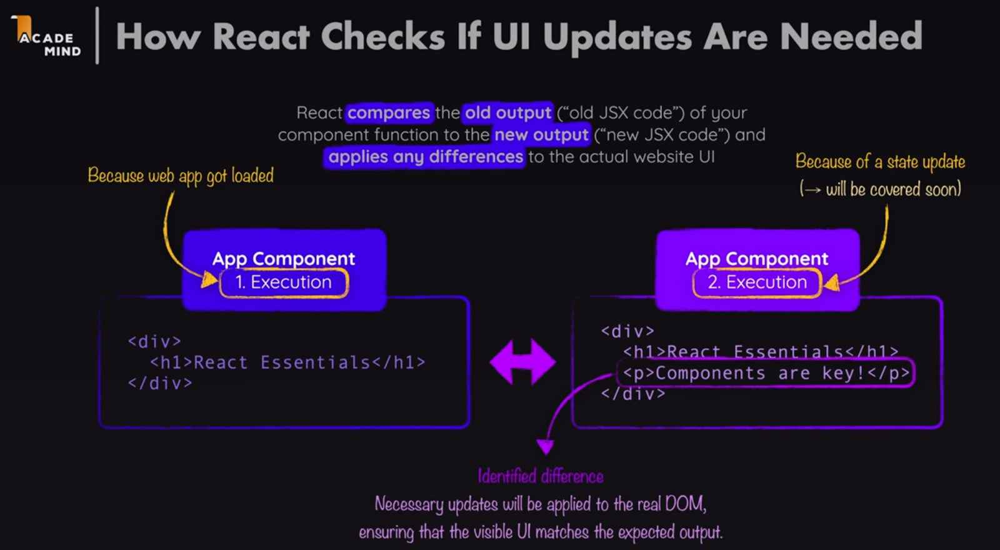 ACADE
MIND
How React Checks If UI Updates Are Needed
React compares the old output (“old JSX code”) of your
component function to the new output (“new JSX code”) and
applies any differences to the actual website UI
Because web app got loaded
Because of a state update
(→ will be covered soon)
App Component
1. Execution
<div>
  <h1>React Essentials</h1>
</div>
App Component
2. Execution
<div>
  <h1>React Essentials</h1>
  <p>Components are key!</p>
</div>
Identified difference
Necessary updates will be applied to the real DOM,
ensuring that the visible UI matches the expected output.